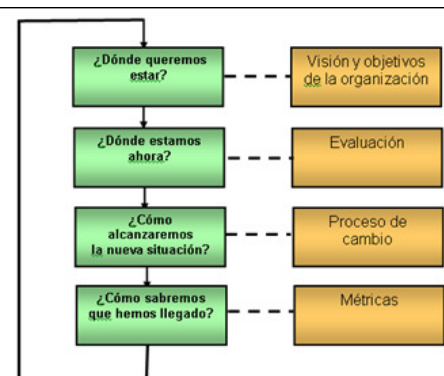 ¿Dónde queremos
estar?
Visión y objetivos
de la organización
¿Dónde estamos
ahora?
Evaluación
¿Cómo
alcanzaremos
la nueva situación?
Proceso de
cambio
¿Cómo sabremos
que hemos llegado?
Métricas